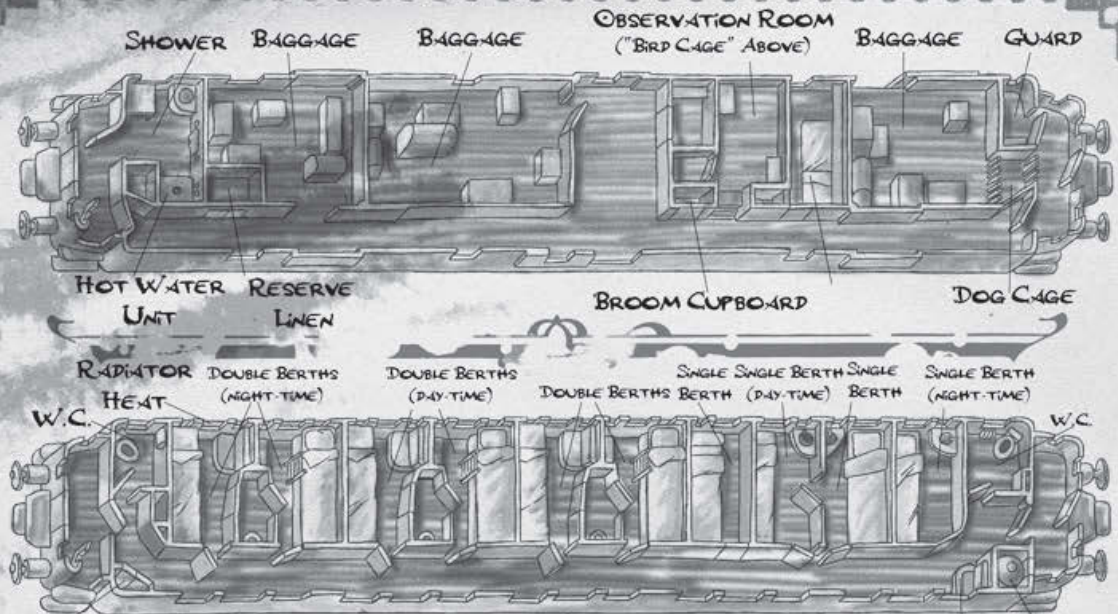 SHOWER BAGGAGE BAGGAGE OBSERVATION ROOM ("BIRD CAGE" ABOVE) BAGGAGE GUARD
HOT WATER UNIT RESERVE LINEN BROOM CUPBOARD DOG CAGE
RADIATOR HEAT DOUBLE BERTHS (NIGHT-TIME) DOUBLE BERTHS (DAY-TIME) DOUBLE BERTHS SINGLE BERTH SINGLE BERTH (DAY-TIME) SINGLE BERTH SINGLE BERTH (NIGHT-TIME)
W.C. W.C.